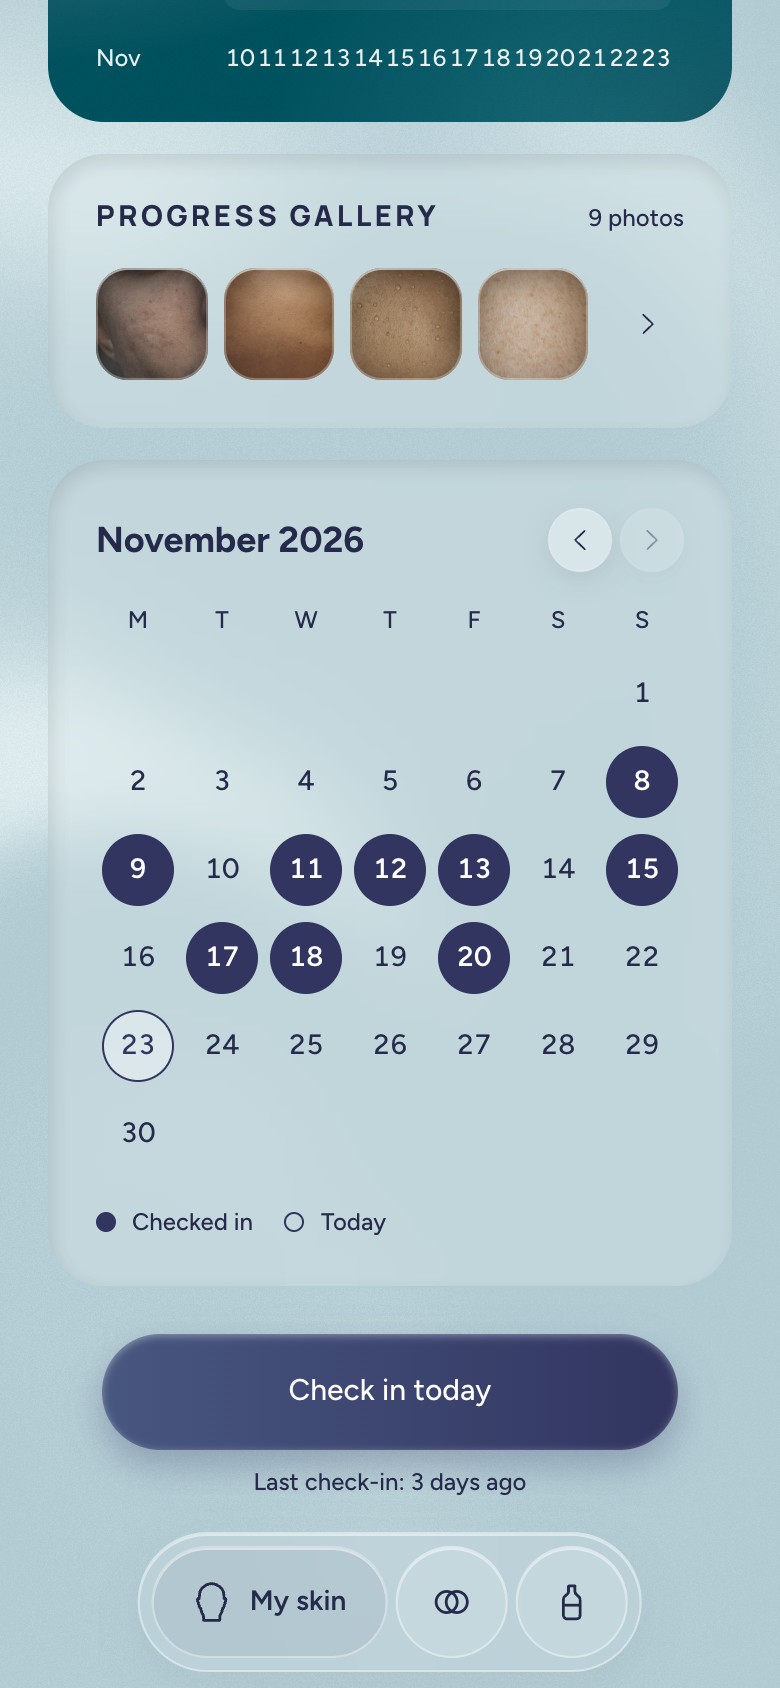 Nov 10 11 12 13 14 15 16 17 18 19 20 21 22 23
PROGRESS GALLERY 9 photos
November 2026
M T W T F S S
1
2 3 4 5 6 7 8
9 10 11 12 13 14 15
16 17 18 19 20 21 22
23 24 25 26 27 28 29
30
Checked in Today
Check in today
Last check-in: 3 days ago
My skin